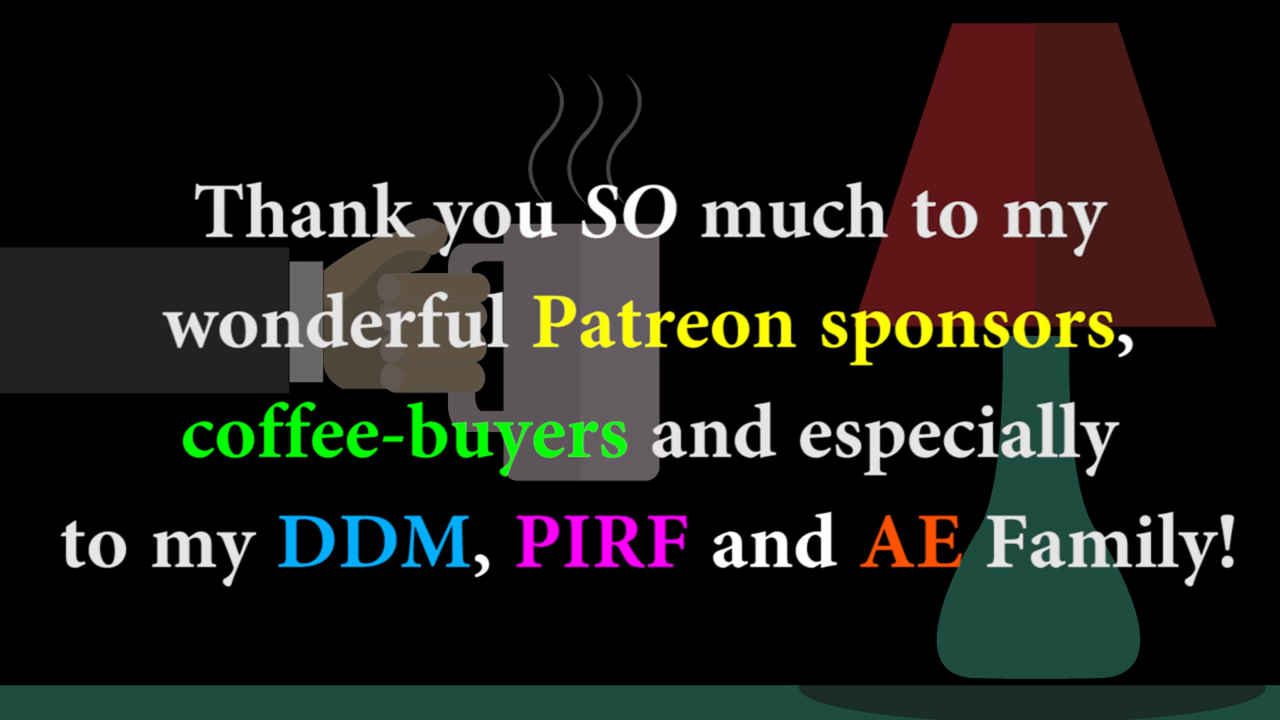 Thank you SO much to my
wonderful Patreon sponsors,
coffee-buyers and especially
to my DDM, PIRF and AE Family!